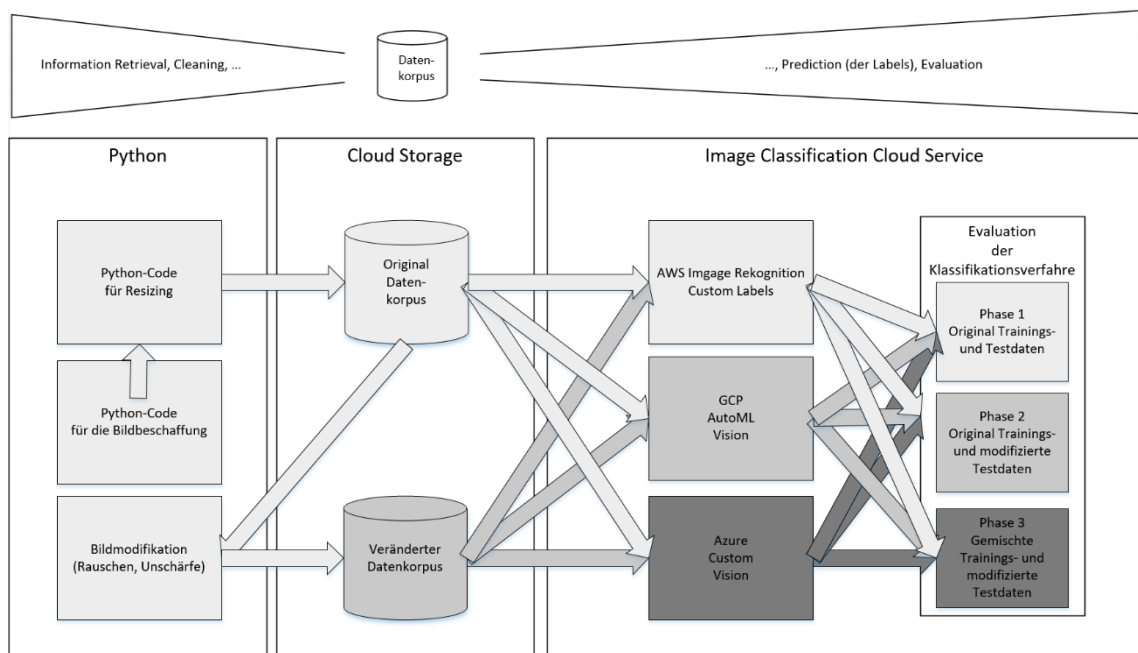 Information Retrieval, Cleaning, ...
Daten-
korpus
..., Prediction (der Labels), Evaluation
Python
Cloud Storage
Image Classification Cloud Service
Python-Code
für Resizing
Python-Code
für die Bildbeschaffung
Bildmodifikation
(Rauschen, Unschärfe)
Original
Daten-
korpus
Veränderter
Datenkorpus
AWS Imgage Rekognition
Custom Labels
GCP
AutoML
Vision
Azure
Custom
Vision
Evaluation
der
Klassifikationsverfahre
Phase 1
Original Trainings-
und Testdaten
Phase 2
Original Trainings-
und modifizierte
Testdaten
Phase 3
Gemischte
Trainings- und
modifizierte
Testdaten